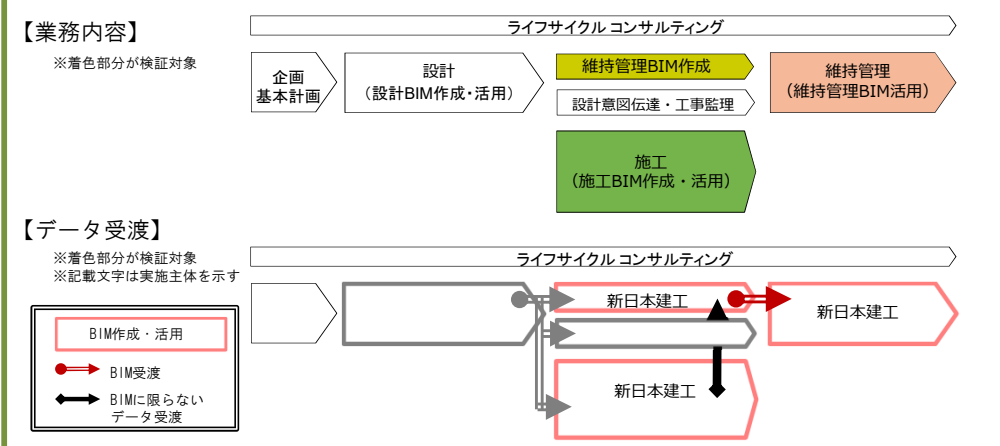 【業務内容】
※着色部分が検証対象
ライフサイクル コンサルティング
企画
基本計画
設計
（設計BIM作成・活用）
維持管理BIM作成
設計意図伝達・工事監理
施工
（施工BIM作成・活用）
維持管理
（維持管理BIM活用）
【データ受渡】
※着色部分が検証対象
※記載文字は実施主体を示す
ライフサイクル コンサルティング
新日本建工
新日本建工
新日本建工
BIM作成・活用
BIM受渡
BIMに限らない
データ受渡